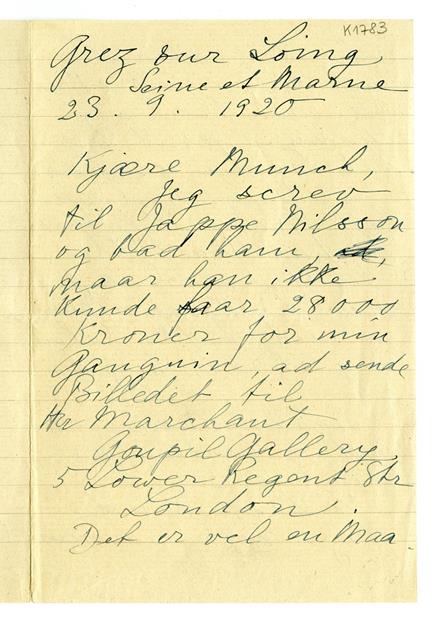 K1783
Grez sur Loing
Seine et Marne
23. 9. 1920
Kjære Munch,
Jeg screv
til Jappe Nilsson
og bad ham,
naar han ikke
kunde faar 28000
Kroner for min
Gauguin, ad sende
Billedet til
Hr Marchant
Goupil Gallery
5 Lower Regent Str
London.
Det er vel en Maa-